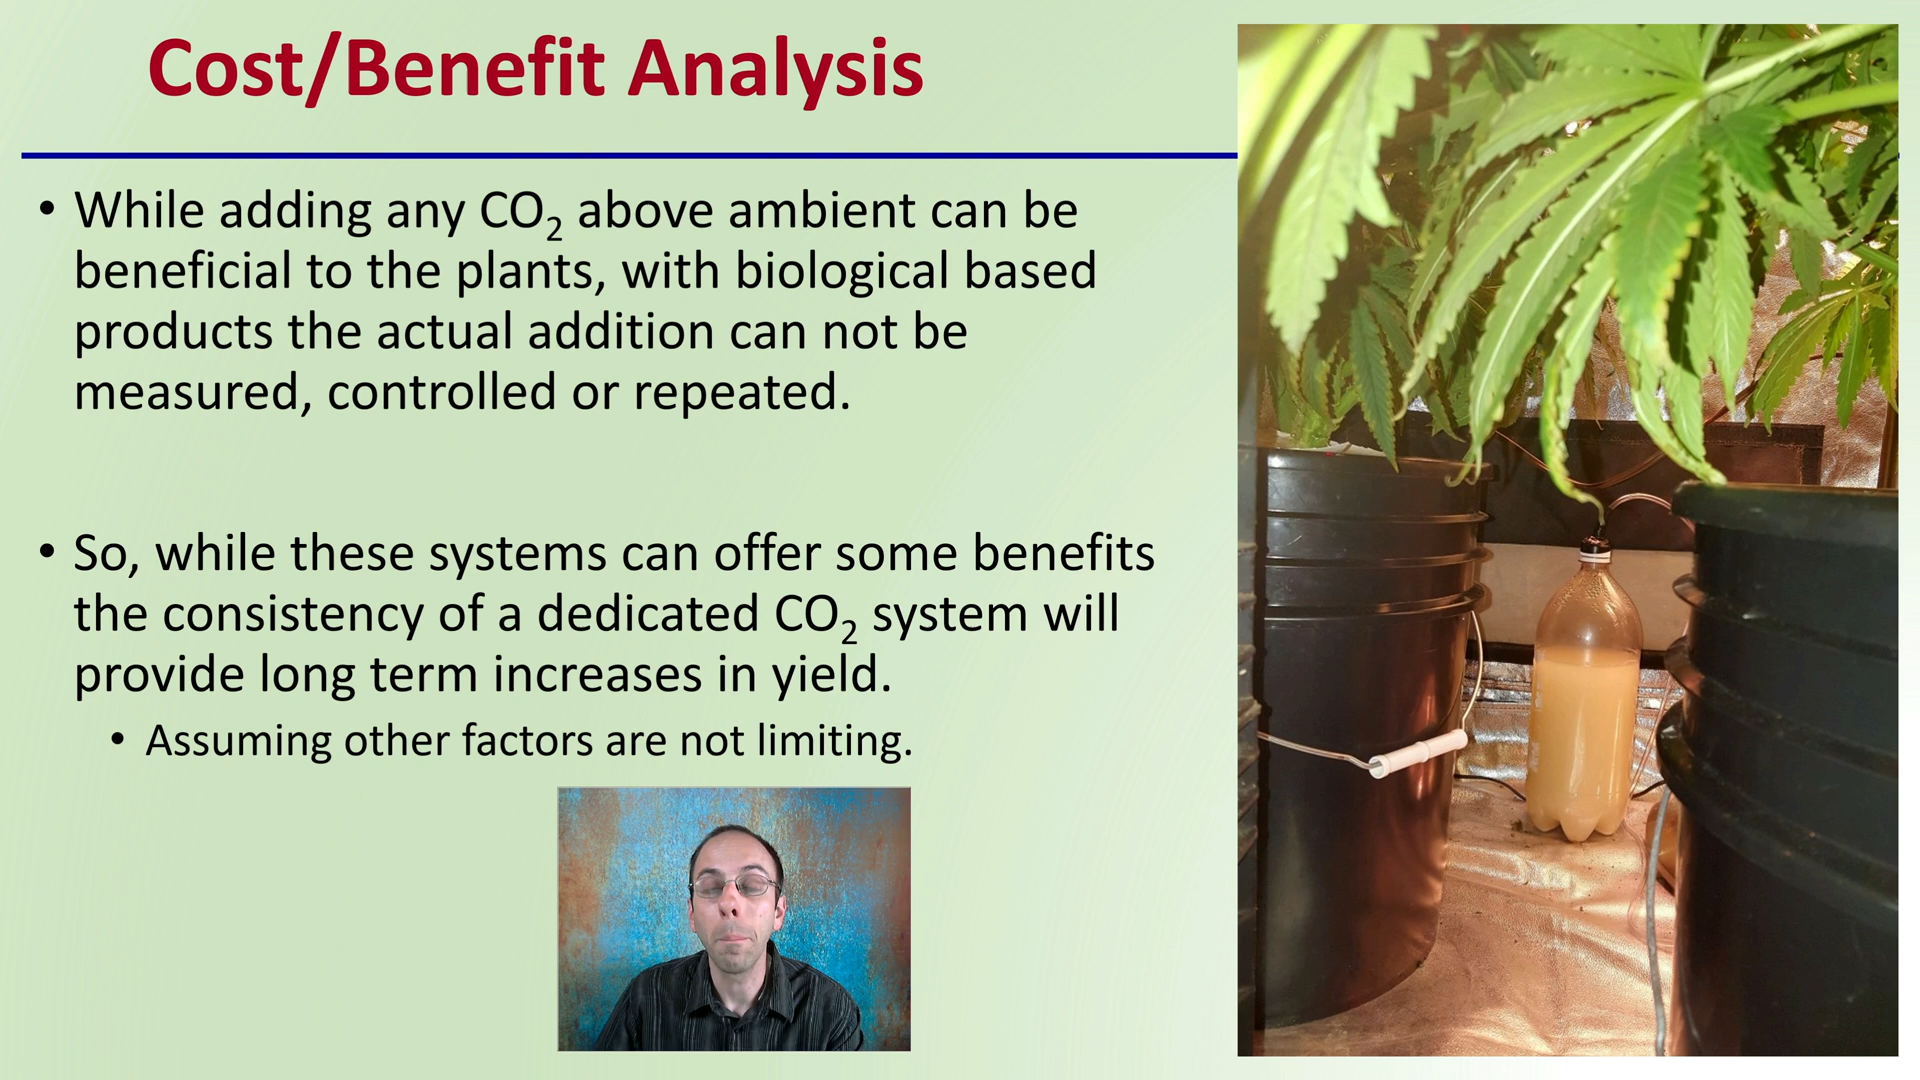 Cost/Benefit Analysis
• While adding any CO₂ above ambient can be
beneficial to the plants, with biological based
products the actual addition can not be
measured, controlled or repeated.
• So, while these systems can offer some benefits
the consistency of a dedicated CO₂ system will
provide long term increases in yield.
• Assuming other factors are not limiting.